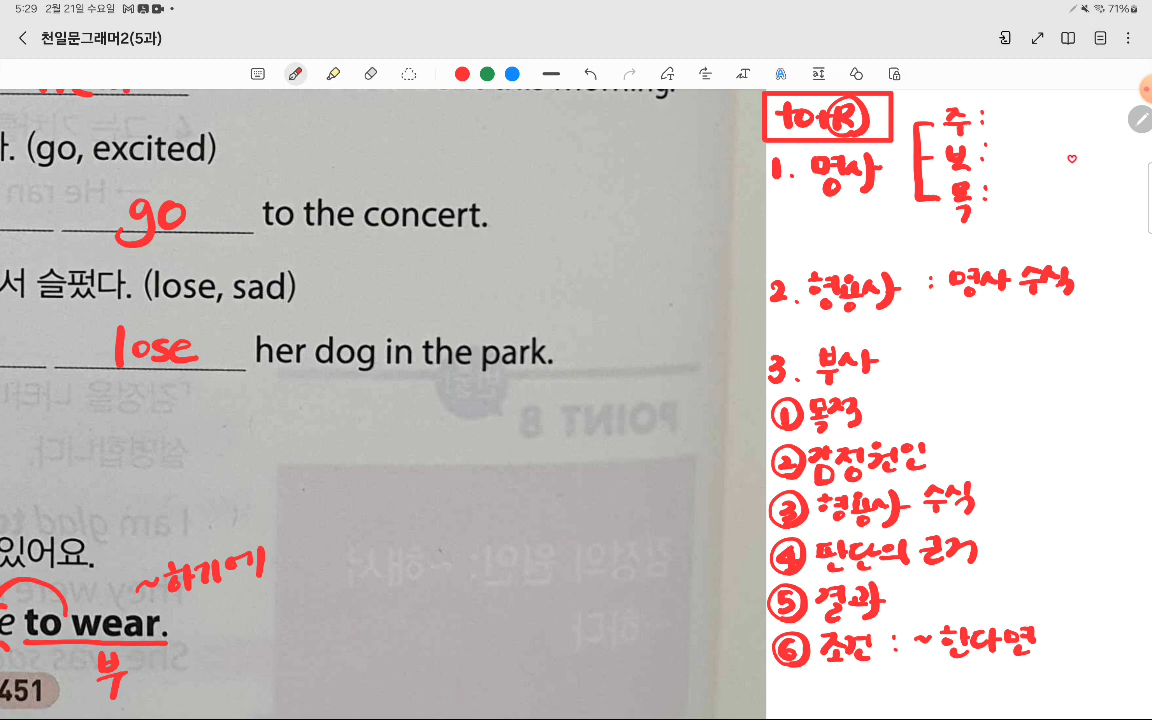 5:29 2월 21일 수요일
71%
천일문그래머2(5과)
this morning.
다. (go, excited)
go to the concert.
서 슬펐다. (lose, sad)
lose her dog in the park.
POINT 8
있어요.
~하기에
e to wear.
부
451
to+R
1. 명사
주:
보:
목:
2. 형용사 : 명사 수식
3. 부사
① 목적
② 감정원인
③ 형용사 수식
④ 판단의 근거
⑤ 결과
⑥ 조건 : ~한다면